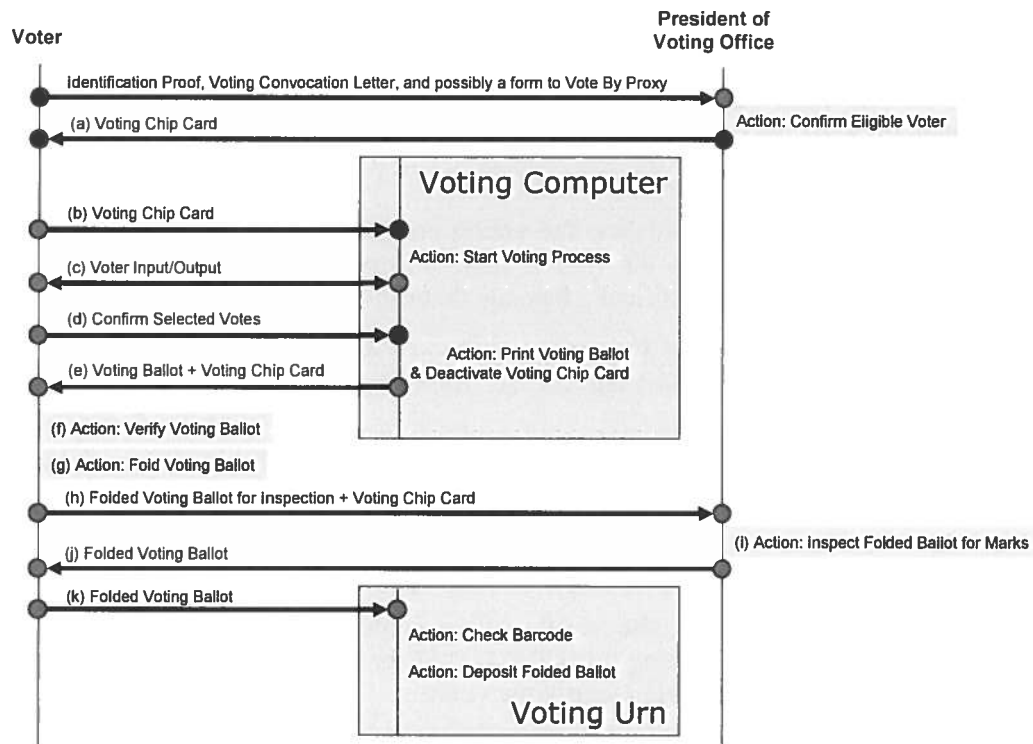 Voter
President of
Voting Office
Identification Proof, Voting Convocation Letter, and possibly a form to Vote By Proxy
Action: Confirm Eligible Voter
(a) Voting Chip Card
Voting Computer
(b) Voting Chip Card
Action: Start Voting Process
(c) Voter Input/Output
(d) Confirm Selected Votes
Action: Print Voting Ballot
& Deactivate Voting Chip Card
(e) Voting Ballot + Voting Chip Card
(f) Action: Verify Voting Ballot
(g) Action: Fold Voting Ballot
(h) Folded Voting Ballot for inspection + Voting Chip Card
(i) Action: Inspect Folded Ballot for Marks
(j) Folded Voting Ballot
(k) Folded Voting Ballot
Action: Check Barcode
Action: Deposit Folded Ballot
Voting Urn